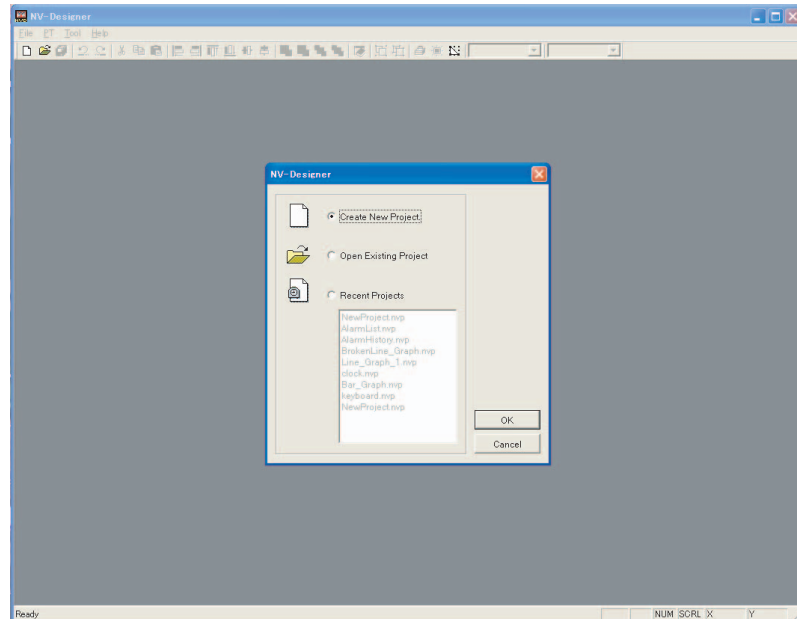 NV-Designer
File PT Tool Help
NV-Designer
Create New Project
Open Existing Project
Recent Projects
NewProject.nvp
AlarmList.nvp
AlarmHistory.nvp
BrokenLine_Graph.nvp
Line_Graph_1.nvp
clock.nvp
Bar_Graph.nvp
keyboard.nvp
NewProject.nvp
OK
Cancel
Ready NUM SCRL X Y